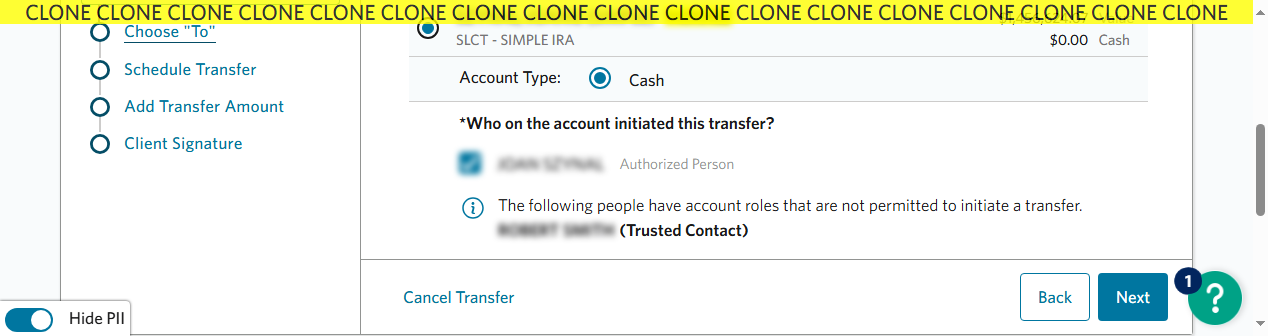 CLONE CLONE CLONE CLONE CLONE CLONE CLONE CLONE CLONE CLONE CLONE CLONE CLONE CLONE CLONE CLONE CLONE
Choose "To"
Schedule Transfer
Add Transfer Amount
Client Signature
SLCT - SIMPLE IRA
$0.00 Cash
Account Type: Cash
*Who on the account initiated this transfer?
Authorized Person
The following people have account roles that are not permitted to initiate a transfer.
(Trusted Contact)
Cancel Transfer
Back
Next
1
?
Hide PII